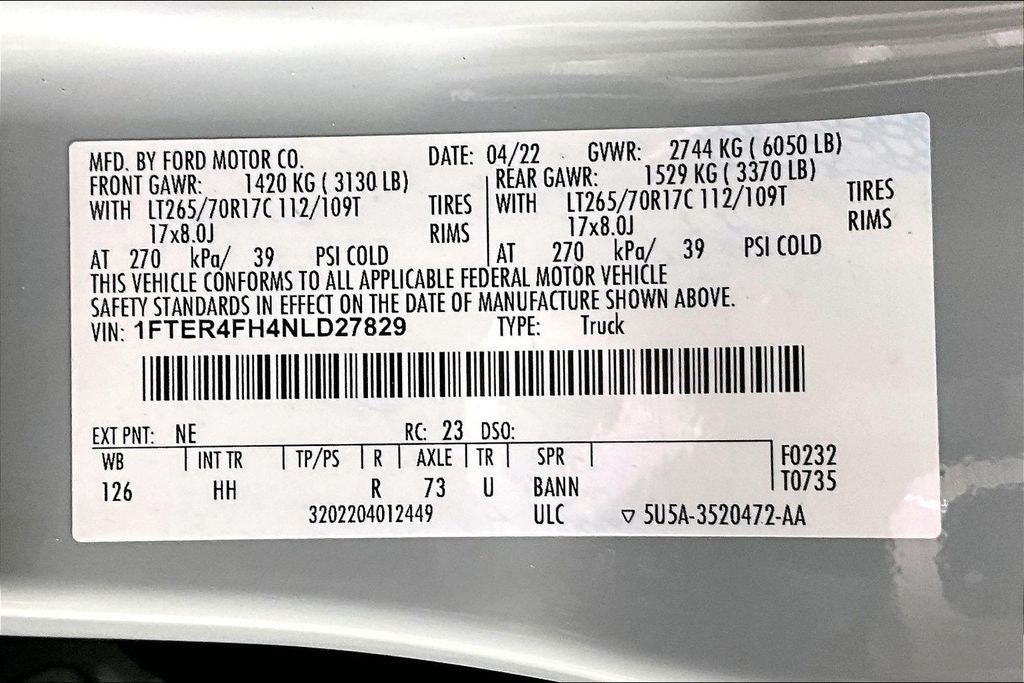 MFD. BY FORD MOTOR CO. DATE: 04/22 GVWR: 2744 KG ( 6050 LB)
FRONT GAWR: 1420 KG ( 3130 LB) REAR GAWR: 1529 KG ( 3370 LB)
WITH LT265/70R17C 112/109T TIRES WITH LT265/70R17C 112/109T TIRES
17x8.0J RIMS 17x8.0J RIMS
AT 270 kPa/ 39 PSI COLD AT 270 kPa/ 39 PSI COLD
THIS VEHICLE CONFORMS TO ALL APPLICABLE FEDERAL MOTOR VEHICLE
SAFETY STANDARDS IN EFFECT ON THE DATE OF MANUFACTURE SHOWN ABOVE.
VIN: 1FTER4FH4NLD27829 TYPE: Truck
EXT PNT: NE RC: 23 DSO:
WB INT TR TP/PS R AXLE TR SPR F0232
126 HH R 73 U BANN T0735
3202204012449 ULC ▽ 5U5A-3520472-AA